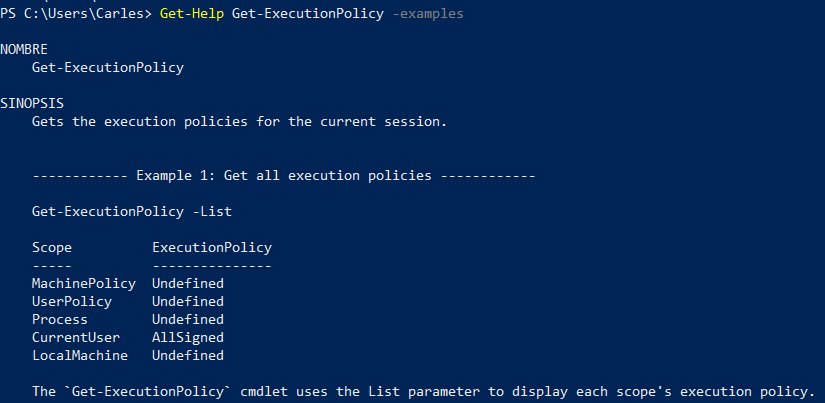 PS C:\Users\Carles> Get-Help Get-ExecutionPolicy -examples
NOMBRE
Get-ExecutionPolicy
SINOPSIS
Gets the execution policies for the current session.
------------ Example 1: Get all execution policies ------------
Get-ExecutionPolicy -List
Scope ExecutionPolicy
----- ---------------
MachinePolicy Undefined
UserPolicy Undefined
Process Undefined
CurrentUser AllSigned
LocalMachine Undefined
The `Get-ExecutionPolicy` cmdlet uses the List parameter to display each scope's execution policy.